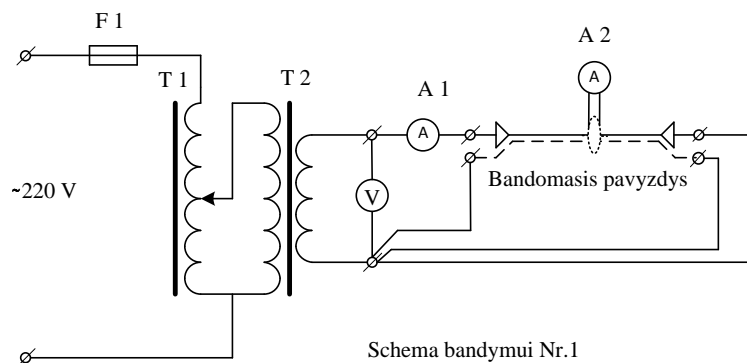 F 1
A 2
T 1
T 2
A
A 1
A
Bandomasis pavyzdys
~220 V
V
Schema bandymui Nr.1